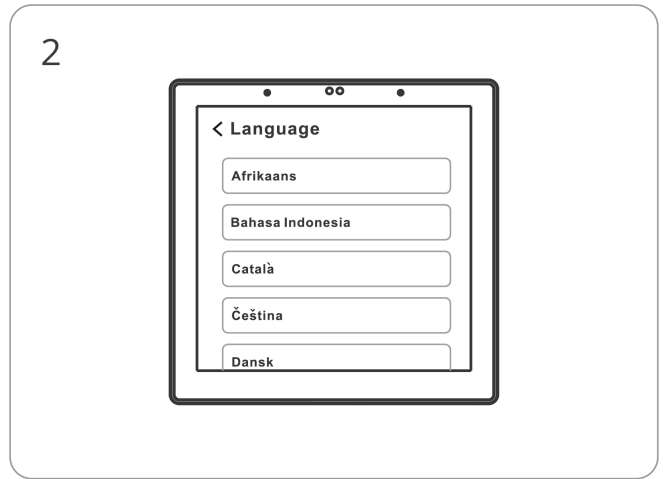 2
Language
Afrikaans
Bahasa Indonesia
Català
Čeština
Dansk